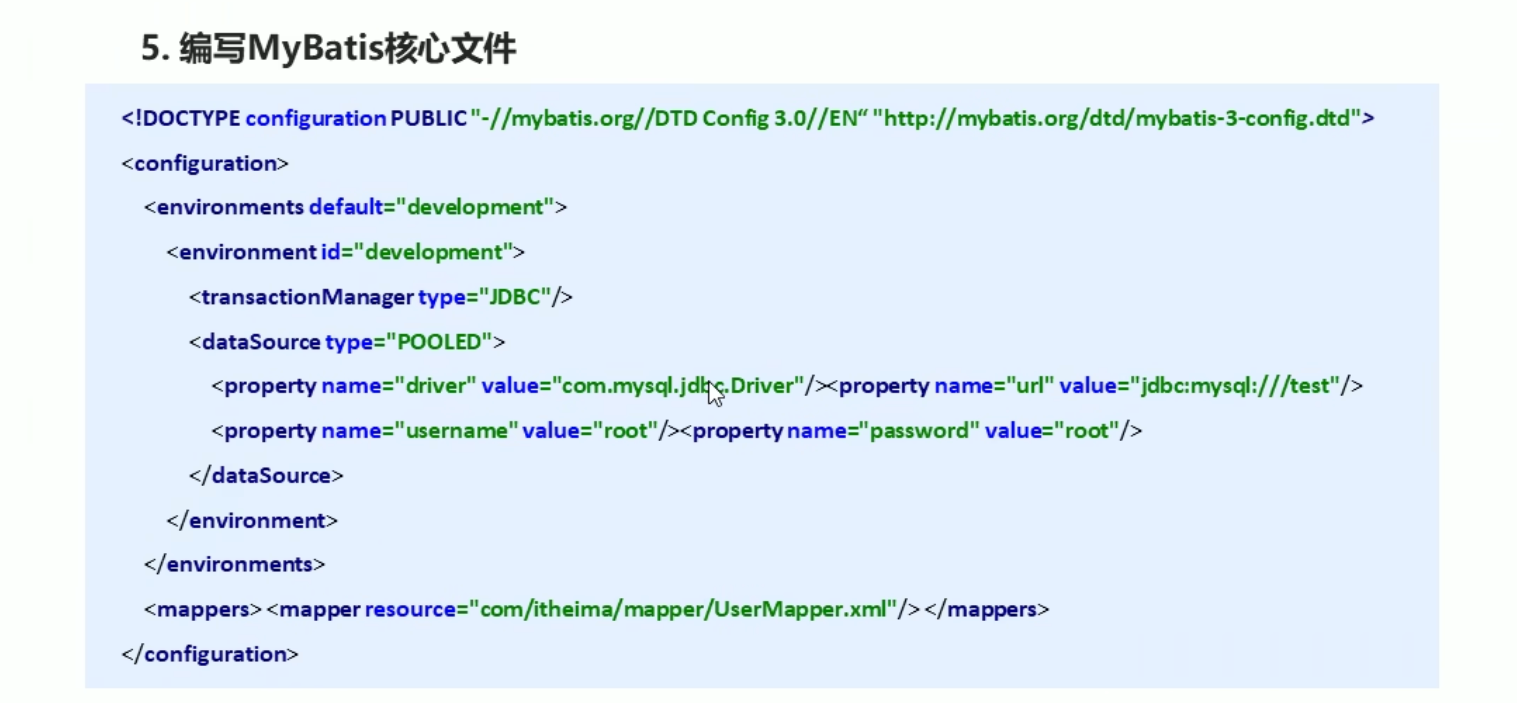 5. 编写MyBatis核心文件
<!DOCTYPE configuration PUBLIC "-//mybatis.org//DTD Config 3.0//EN“ "http://mybatis.org/dtd/mybatis-3-config.dtd">
<configuration>
<environments default="development">
<environment id="development">
<transactionManager type="JDBC"/>
<dataSource type="POOLED">
<property name="driver" value="com.mysql.jdbc.Driver"/><property name="url" value="jdbc:mysql:///test"/>
<property name="username" value="root"/><property name="password" value="root"/>
</dataSource>
</environment>
</environments>
<mappers><mapper resource="com/itheima/mapper/UserMapper.xml"/></mappers>
</configuration>